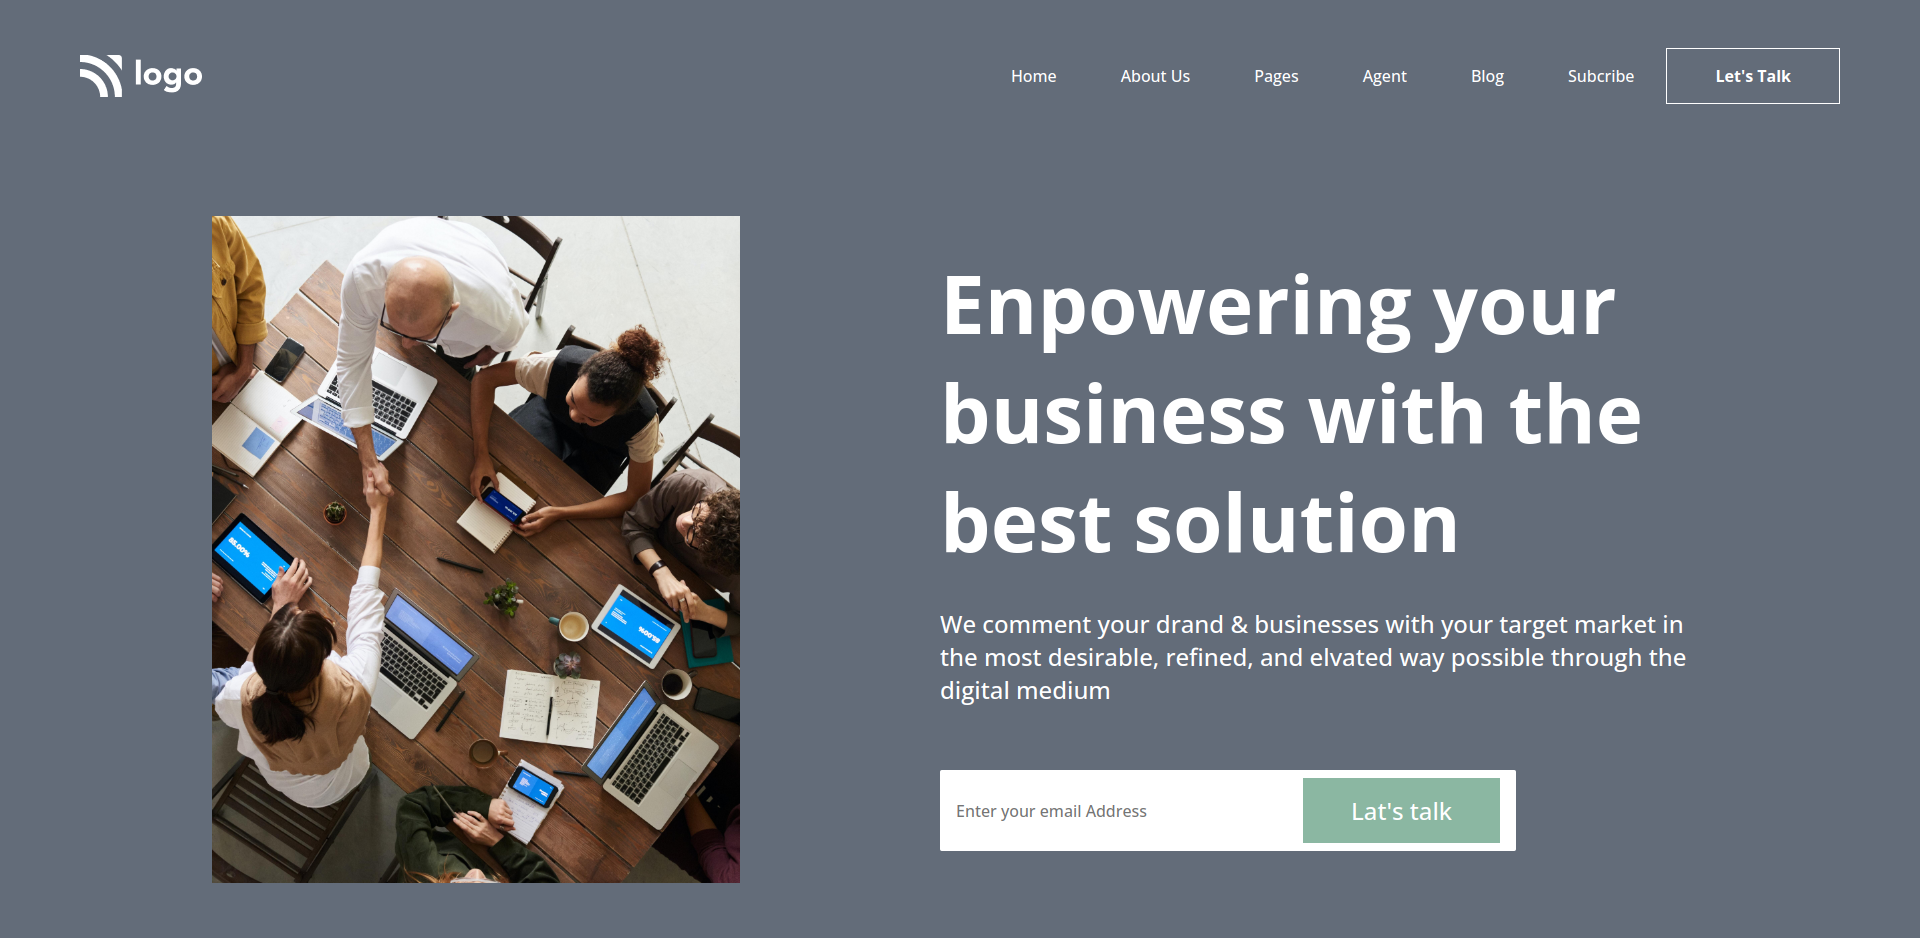 logo
Home About Us Pages Agent Blog Subcribe Let's Talk
Enpowering your
business with the
best solution
We comment your drand & businesses with your target market in
the most desirable, refined, and elvated way possible through the
digital medium
Enter your email Address Lat's talk